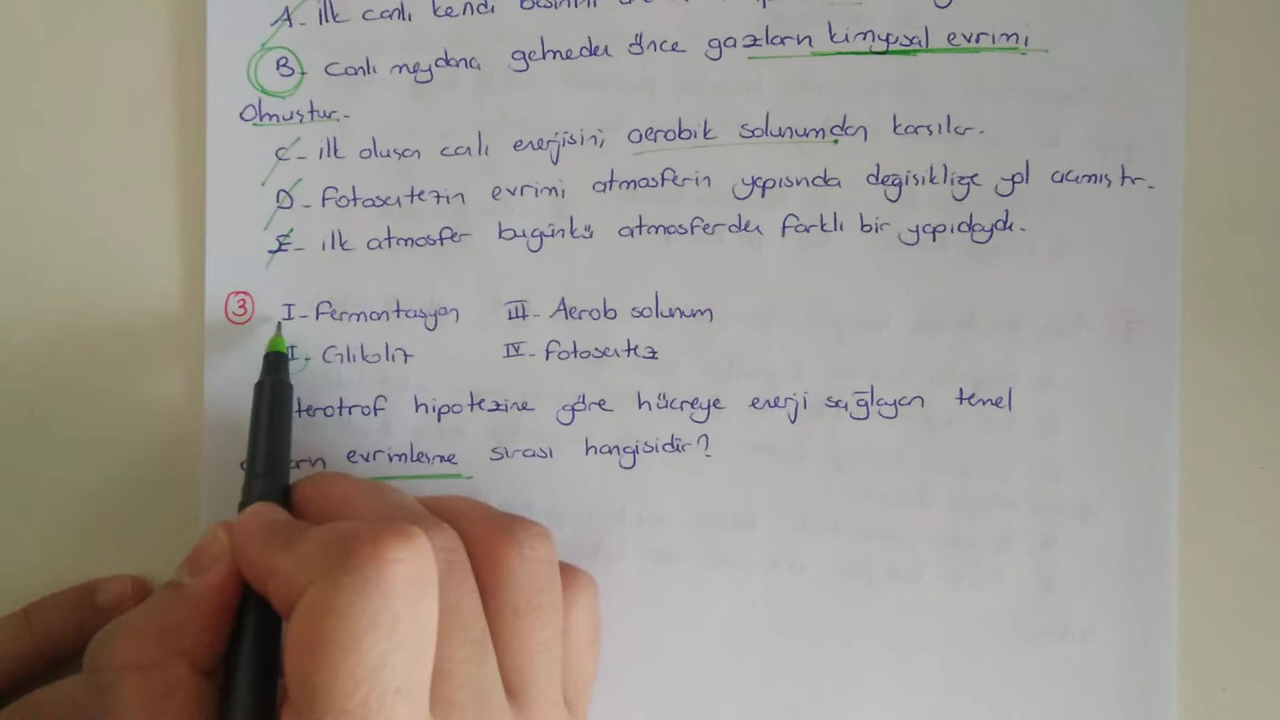 A- ilk canlı kendi
B- Canlı meydana gelmeden önce gazların kimyasal evrimi
Olmuştur.
C- ilk oluşan canlı enerjisini aerobik solunumdan karşılar.
D- Fotosentezin evrimi atmosferin yapısında değişikliğe yol açmıştır.
E- ilk atmosfer bugünkü atmosferden farklı bir yapıdaydı.
3 I- Fermantasyon III- Aerob solunum
I- Glikoliz IV- fotosentez
terotrof hipotezine göre hücreye enerji sağlayan temel
evrimleşme sırası hangisidir?